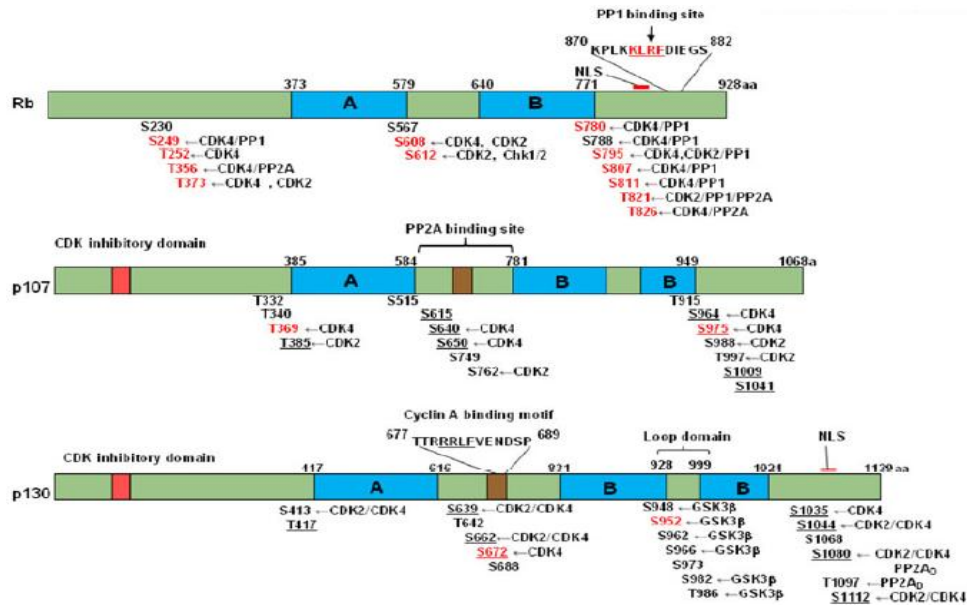 PP1 binding site
870 KPLKKLRFDIEGS 882
NLS
373 579 640 771 928aa
Rb A B
S230 S567 S780←CDK4/PP1
S249 ←CDK4/PP1 S608 ←CDK4, CDK2 S788 ←CDK4/PP1
T252←CDK4 S612 ←CDK2, Chk1/2 S795 ←CDK4,CDK2/PP1
T356 ←CDK4/PP2A S807 ←CDK4/PP1
T373 ←CDK4 , CDK2 S811 ←CDK4/PP1
T821←CDK2/PP1/PP2A
T826←CDK4/PP2A
PP2A binding site
CDK inhibitory domain
385 584 781 949 1068a
p107 A B B
T332 S515 T915
T340 S615 S964 ←CDK4
T369 ←CDK4 S640 ←CDK4 S975 ←CDK4
T385←CDK2 S650 ←CDK4 S988←CDK2
S749 T997←CDK2
S762←CDK2 S1009
S1041
Cyclin A binding motif
677 TTRRRLFVENDSP 689
Loop domain
NLS
CDK inhibitory domain
417 616 821 928 999 1024 1129aa
p130 A B B
S413 ←CDK2/CDK4 S639 ←CDK2/CDK4 S948 ←GSK3β S1035 ←CDK4
T417 T642 S952 ←GSK3β S1044 ←CDK2/CDK4
S662←CDK2/CDK4 S962 ←GSK3β S1068
S672 ←CDK4 S966 ←GSK3β S1080 ←CDK2/CDK4
S688 S973 PP2A
S982 ←GSK3β T1097 ←PP2A
T986←GSK3β S1112 ←CDK2/CDK4